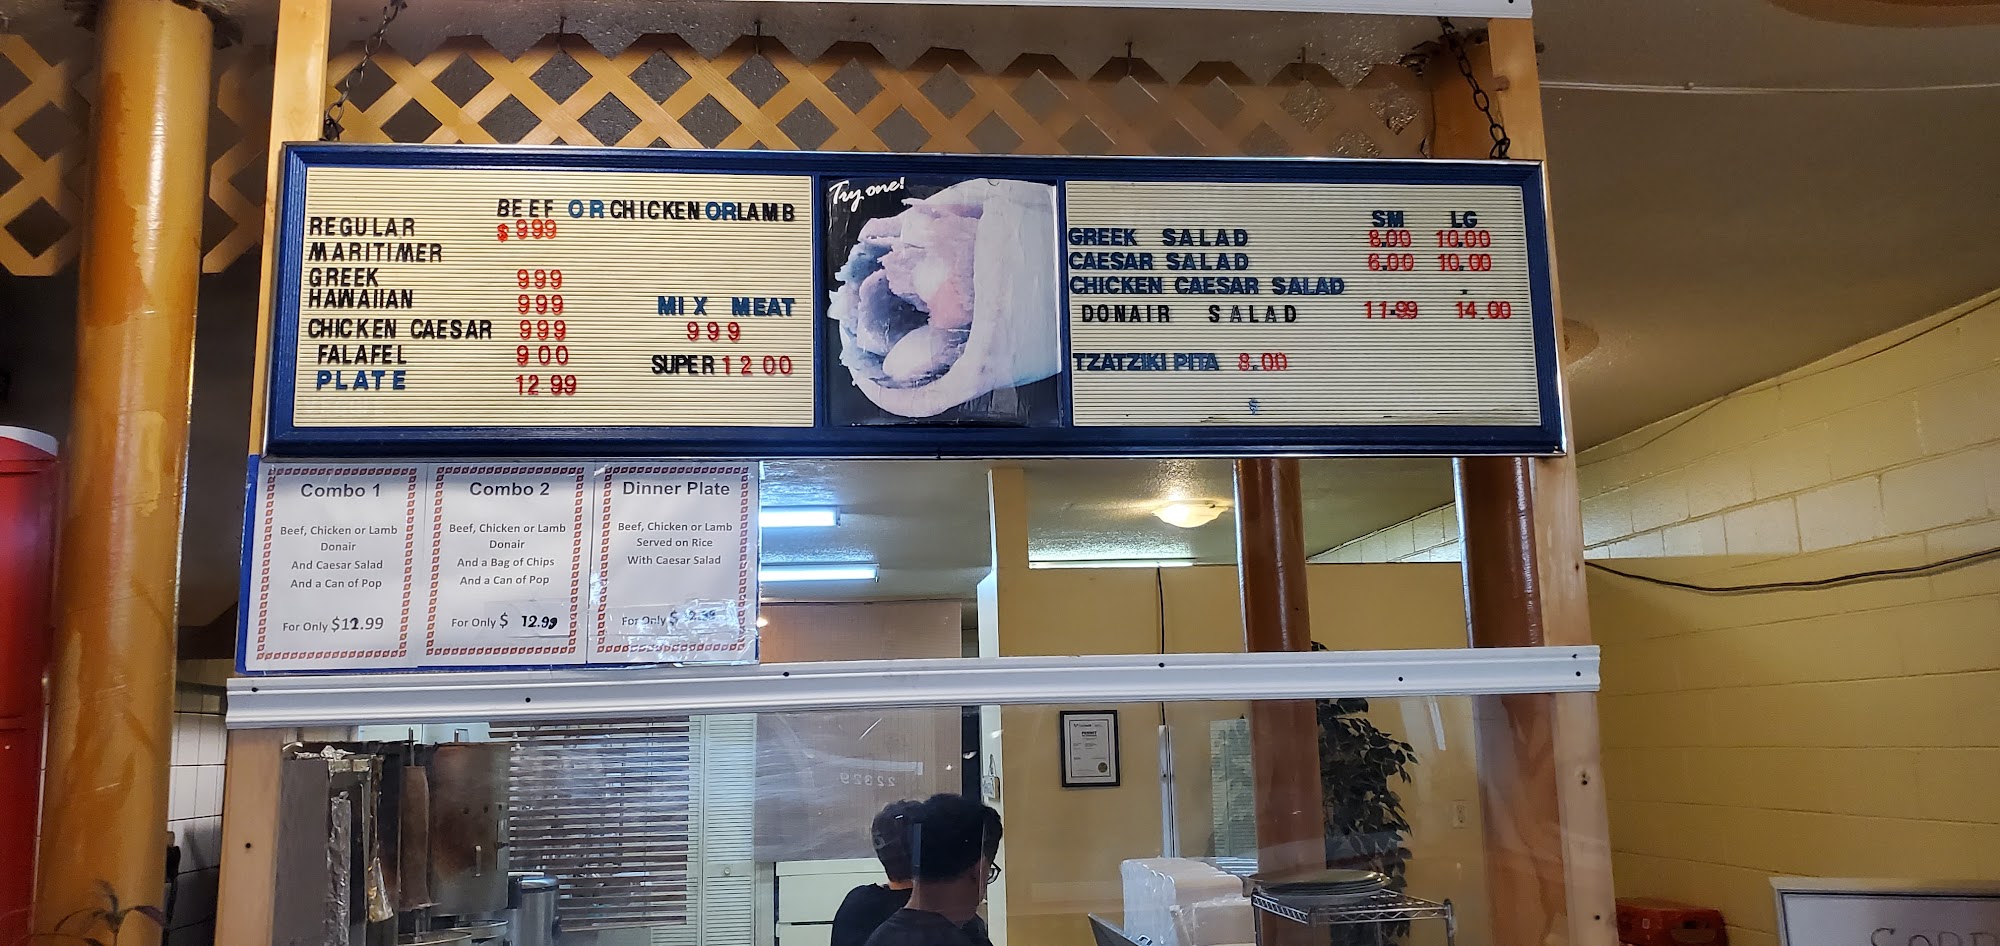 BEEF OR CHICKEN OR LAMB
REGULAR $999
MARITIMER
GREEK 999
HAWAIIAN 999
CHICKEN CAESAR 999
FALAFEL 900
PLATE 12 99
MIX MEAT
999
SUPER 12 00
Try one!
SM LG
GREEK SALAD 8.00 10.00
CAESAR SALAD 6.00 10.00
CHICKEN CAESAR SALAD
DONAIR SALAD 11.99 14.00
TZATZIKI PITA 8.00
$
Combo 1
Beef, Chicken or Lamb
Donair
And Caesar Salad
And a Can of Pop
For Only $12.99
Combo 2
Beef, Chicken or Lamb
Donair
And a Bag of Chips
And a Can of Pop
For Only $ 12.99
Dinner Plate
Beef, Chicken or Lamb
Served on Rice
With Caesar Salad
For Only $
PERMIT